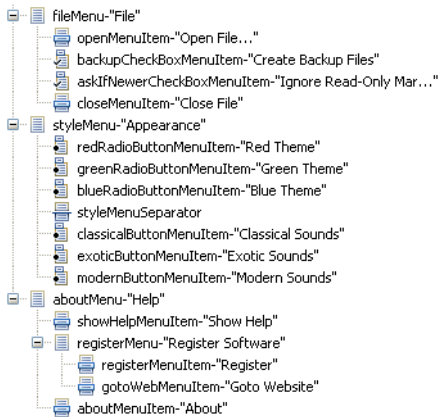 fileMenu-"File"
openMenuItem-"Open File..."
backupCheckBoxMenuItem-"Create Backup Files"
askIfNewerCheckBoxMenuItem-"Ignore Read-Only Mar..."
closeMenuItem-"Close File"
styleMenu-"Appearance"
redRadioButtonMenuItem-"Red Theme"
greenRadioButtonMenuItem-"Green Theme"
blueRadioButtonMenuItem-"Blue Theme"
styleMenuSeparator
classicalButtonMenuItem-"Classical Sounds"
exoticButtonMenuItem-"Exotic Sounds"
modernButtonMenuItem-"Modern Sounds"
aboutMenu-"Help"
showHelpMenuItem-"Show Help"
registerMenu-"Register Software"
registerMenuItem-"Register"
gotoWebMenuItem-"Goto Website"
aboutMenuItem-"About"